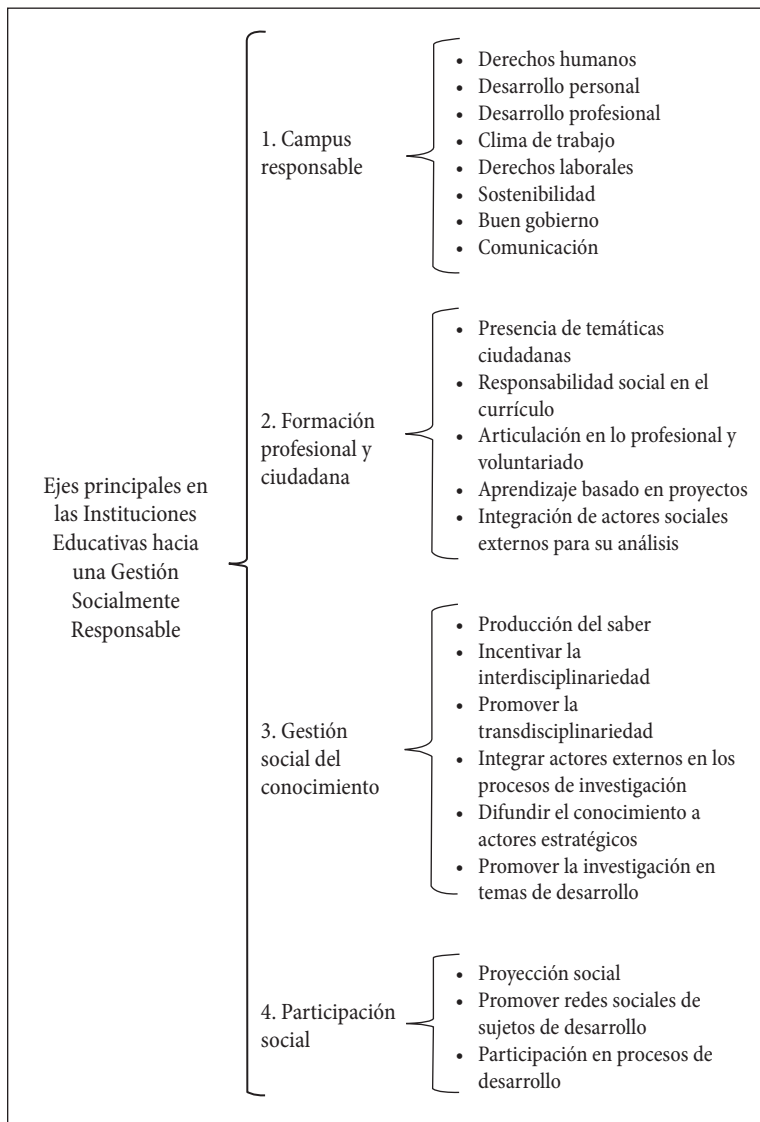 Ejes principales en
las Instituciones
Educativas hacia
una Gestión
Socialmente
Responsable
1. Campus
responsable
• Derechos humanos
• Desarrollo personal
• Desarrollo profesional
• Clima de trabajo
• Derechos laborales
• Sostenibilidad
• Buen gobierno
• Comunicación
2. Formación
profesional y
ciudadana
• Presencia de temáticas
ciudadanas
• Responsabilidad social en el
currículo
• Articulación en lo profesional y
voluntariado
• Aprendizaje basado en proyectos
• Integración de actores sociales
externos para su análisis
3. Gestión
social del
conocimiento
• Producción del saber
• Incentivar la
interdisciplinariedad
• Promover la
transdisciplinariedad
• Integrar actores externos en los
procesos de investigación
• Difundir el conocimiento a
actores estratégicos
• Promover la investigación en
temas de desarrollo
4. Participación
social
• Proyección social
• Promover redes sociales de
sujetos de desarrollo
• Participación en procesos de
desarrollo